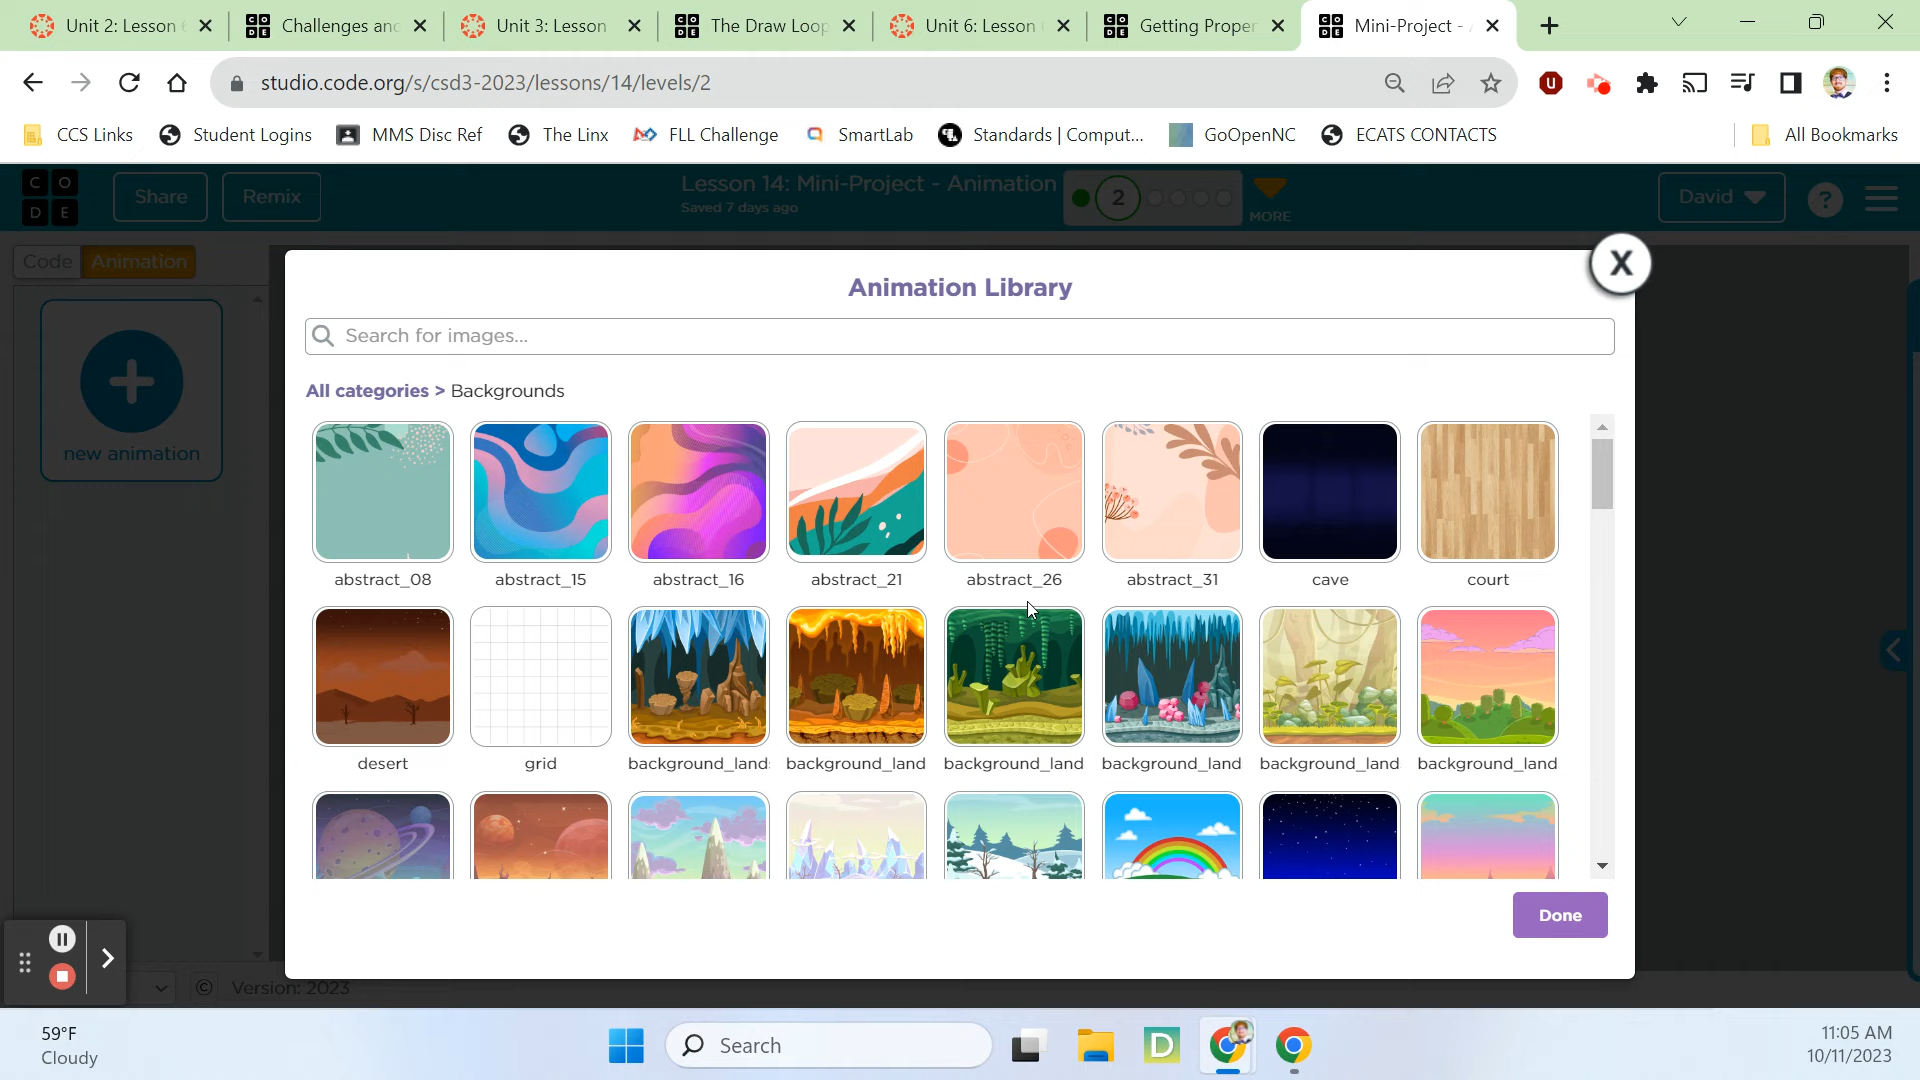 Unit 2: Lesson
Challenges and
Unit 3: Lesson
The Draw Loop
Unit 6: Lesson
Getting Proper
Mini-Project -
studio.code.org/s/csd3-2023/lessons/14/levels/2
CCS Links
Student Logins
MMS Disc Ref
The Linx
FLL Challenge
SmartLab
Standards | Comput...
GoOpenNC
ECATS CONTACTS
All Bookmarks
C O
D E
Share
Remix
Lesson 14: Mini-Project - Animation
Saved 7 days ago
2
MORE
David
?
Code
Animation
new animation
Animation Library
X
Search for images...
All categories > Backgrounds
abstract_08
abstract_15
abstract_16
abstract_21
abstract_26
abstract_31
cave
court
desert
grid
background_land
background_land
background_land
background_land
background_land
background_land
Done
© Version: 2023
59°F
Cloudy
Search
D
11:05 AM
10/11/2023